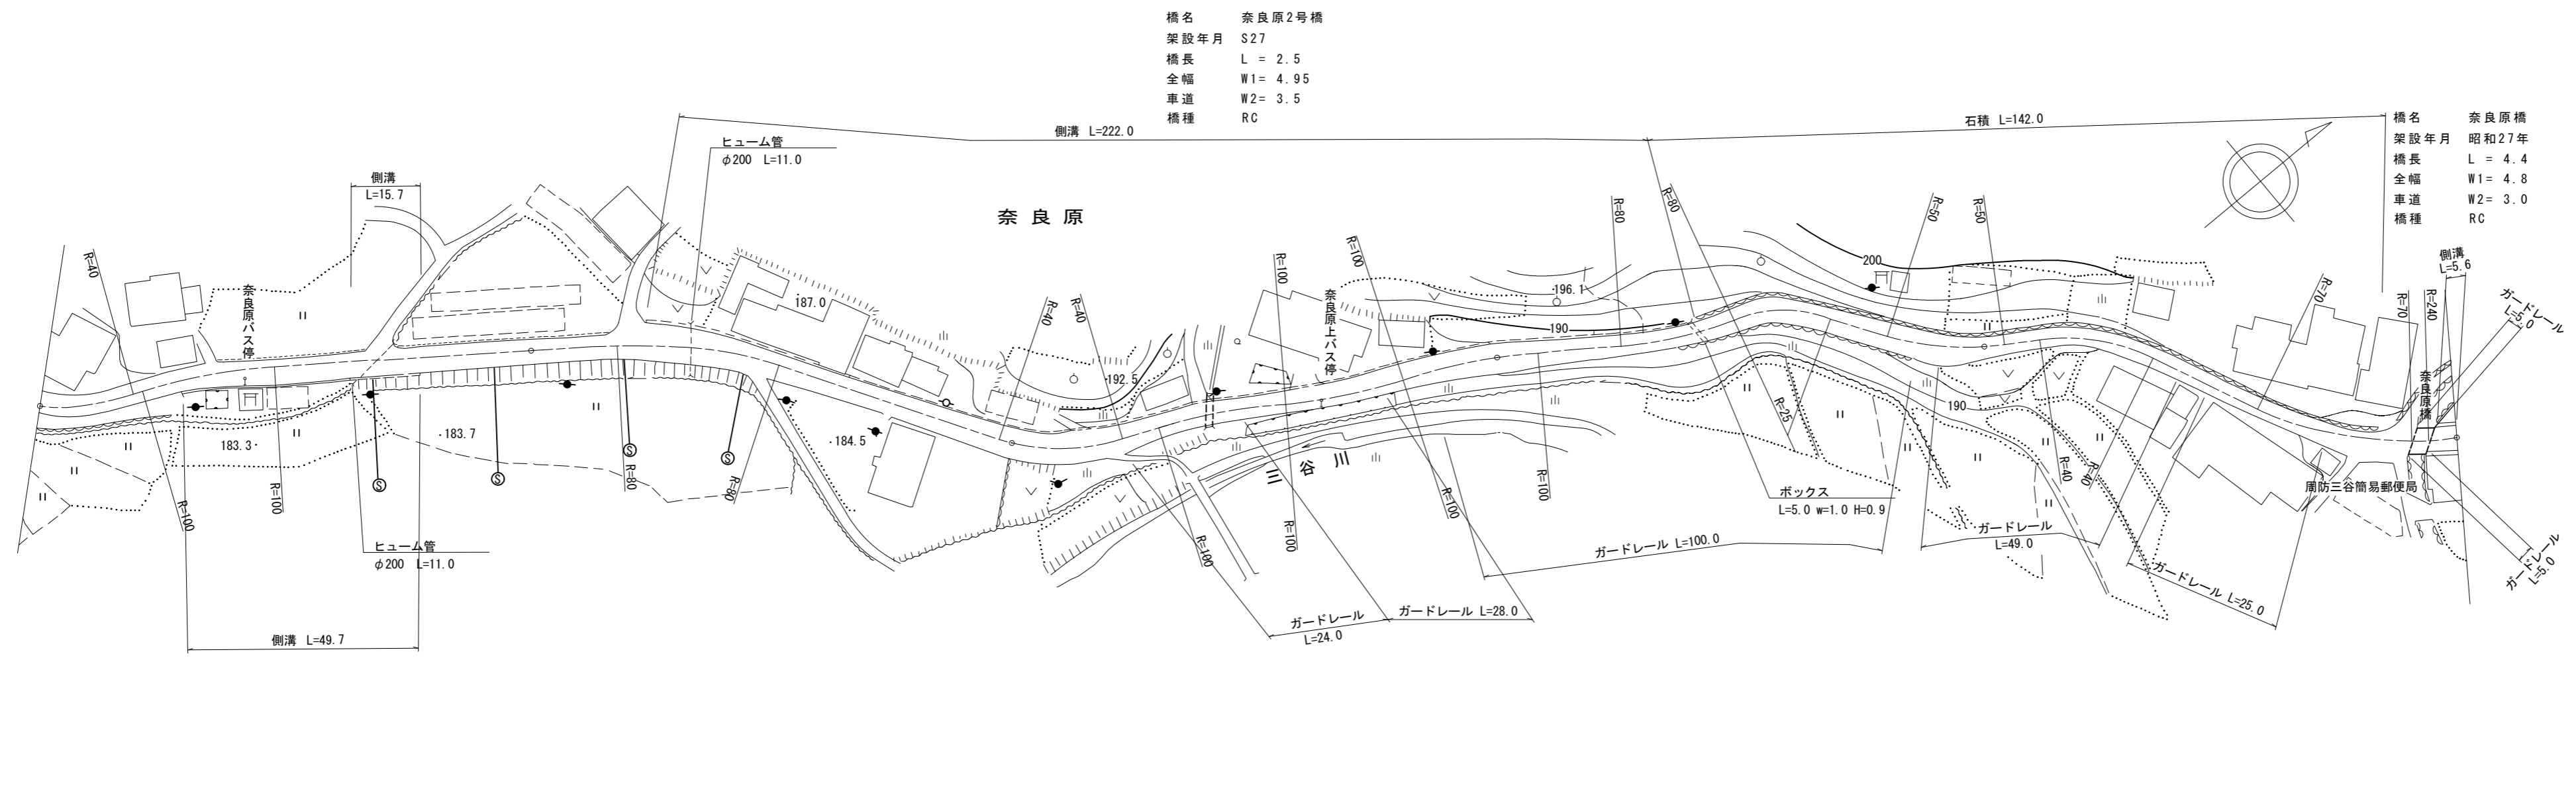 橋名 奈良原2号橋
架設年月 S27
橋長 L = 2.5
全幅 W1= 4.95
車道 W2= 3.5
橋種 RC
橋名 奈良原橋
架設年月 昭和27年
橋長 L = 4.4
全幅 W1= 4.8
車道 W2= 3.0
橋種 RC
側溝 L=222.0
石積 L=142.0
ヒューム管
φ200 L=11.0
側溝
L=15.7
奈良原
R=40
奈良原バス停
187.0
R=40
R=40
192.5
R=100
R=100
奈良原上バス停
196.1
190
R=80
R=80
R=50
R=50
200
R=70
R=70
R=240
側溝
L=5.6
ガードレール
L=5.0
奈良原橋
183.3
183.7
184.5
S
S
S
S
R=100
R=100
R=80
R=80
R=100
R=100
R=100
R=100
R=25
190
R=40
R=40
三谷川
周防三谷簡易郵便局
ボックス
L=5.0 w=1.0 H=0.9
ヒューム管
φ200 L=11.0
側溝 L=49.7
ガードレール
L=24.0
ガードレール L=28.0
ガードレール L=100.0
ガードレール
L=49.0
ガードレール L=25.0
ガードレール
L=5.0